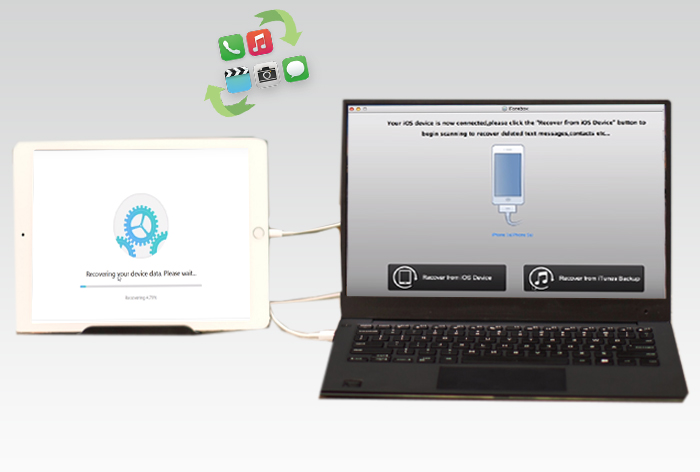 Your iOS device is now connected,please click the "Recover from iOS Device" button to
begin scanning to recover deleted text messages,contacts etc...
Recover from iOS Device
Recover from iTunes Backup
Recovering your device data. Please wait...